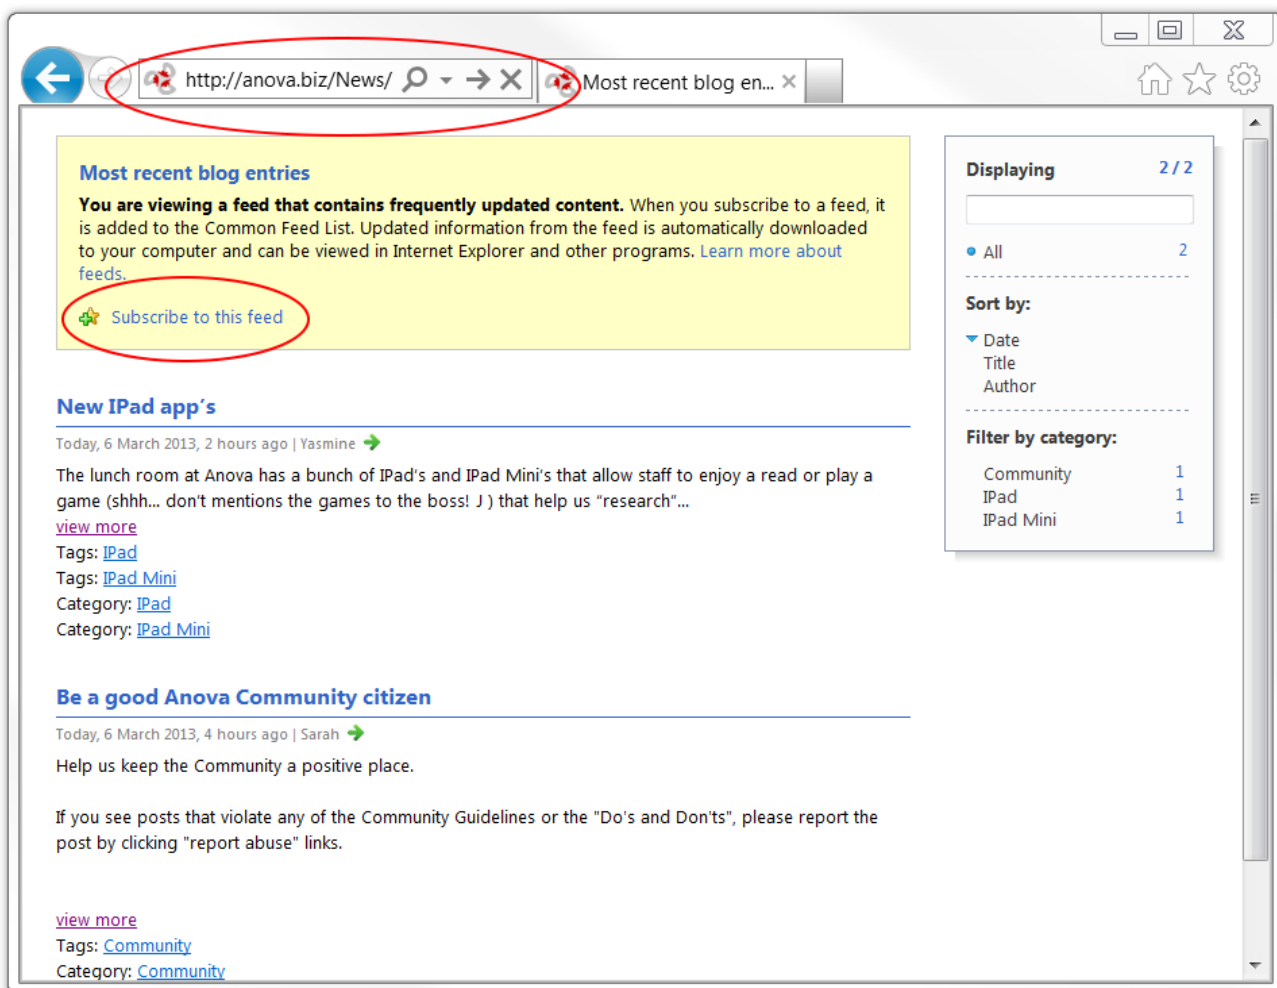 http://anova.biz/News/
Most recent blog en...
Most recent blog entries
You are viewing a feed that contains frequently updated content. When you subscribe to a feed, it
is added to the Common Feed List. Updated information from the feed is automatically downloaded
to your computer and can be viewed in Internet Explorer and other programs. Learn more about
feeds.
Subscribe to this feed
New IPad app's
Today, 6 March 2013, 2 hours ago | Yasmine
The lunch room at Anova has a bunch of IPad's and IPad Mini's that allow staff to enjoy a read or play a
game (shhh... don't mentions the games to the boss! J ) that help us "research"...
view more
Tags: IPad
Tags: IPad Mini
Category: IPad
Category: IPad Mini
Be a good Anova Community citizen
Today, 6 March 2013, 4 hours ago | Sarah
Help us keep the Community a positive place.
If you see posts that violate any of the Community Guidelines or the "Do's and Don'ts", please report the
post by clicking "report abuse" links.
view more
Tags: Community
Category: Community
Displaying 2 / 2
All 2
Sort by:
Date
Title
Author
Filter by category:
Community 1
IPad 1
IPad Mini 1